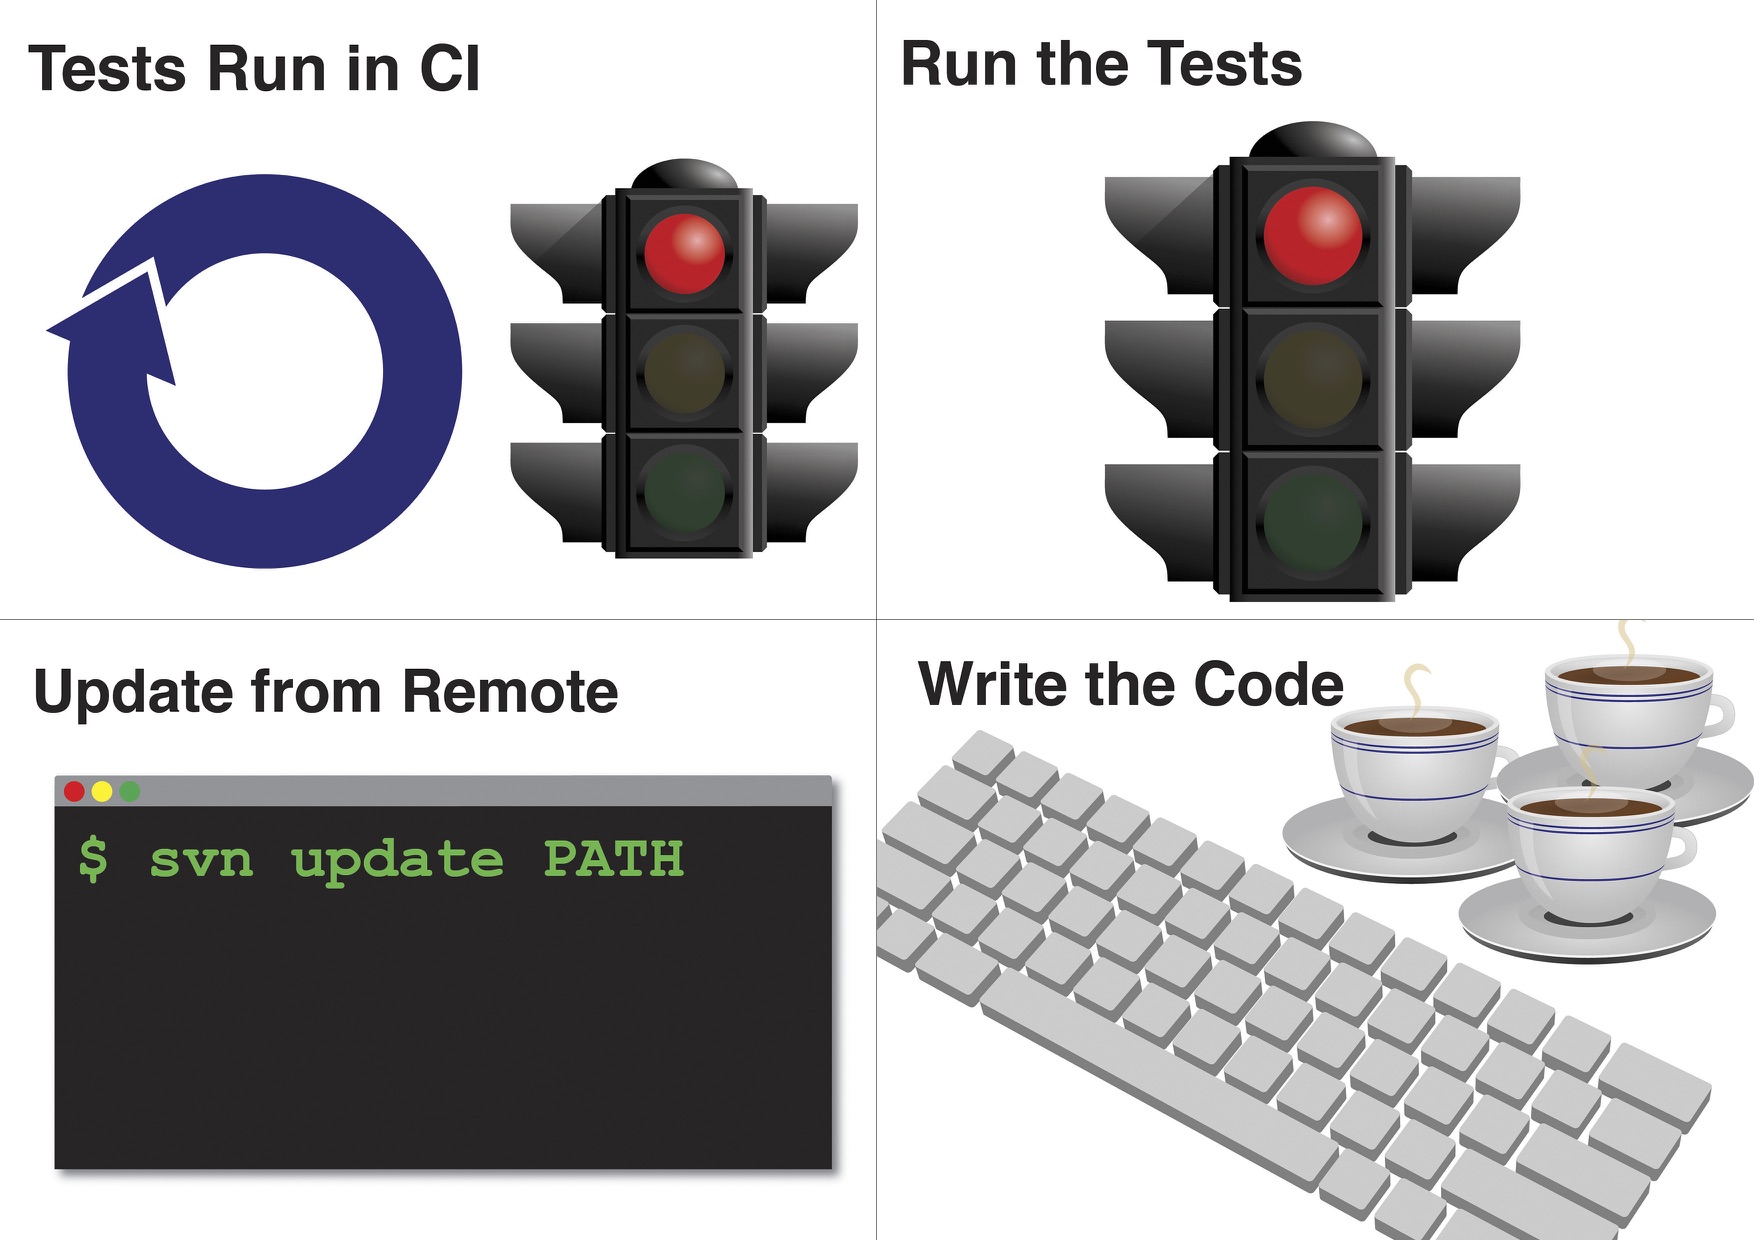 Tests Run in CI
Run the Tests
Update from Remote
$ svn update PATH
Write the Code